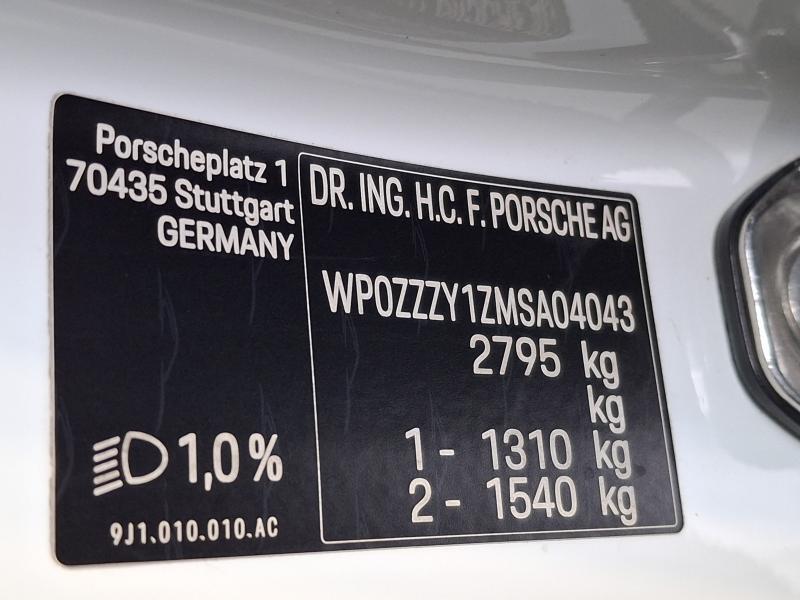 Porscheplatz 1
70435 Stuttgart
GERMANY
DR. ING. H.C. F. PORSCHE AG
WP0ZZZY1ZMSA04043
2795 kg
kg
1 - 1310 kg
2 - 1540 kg
1,0 %
9J1.010.010.AC